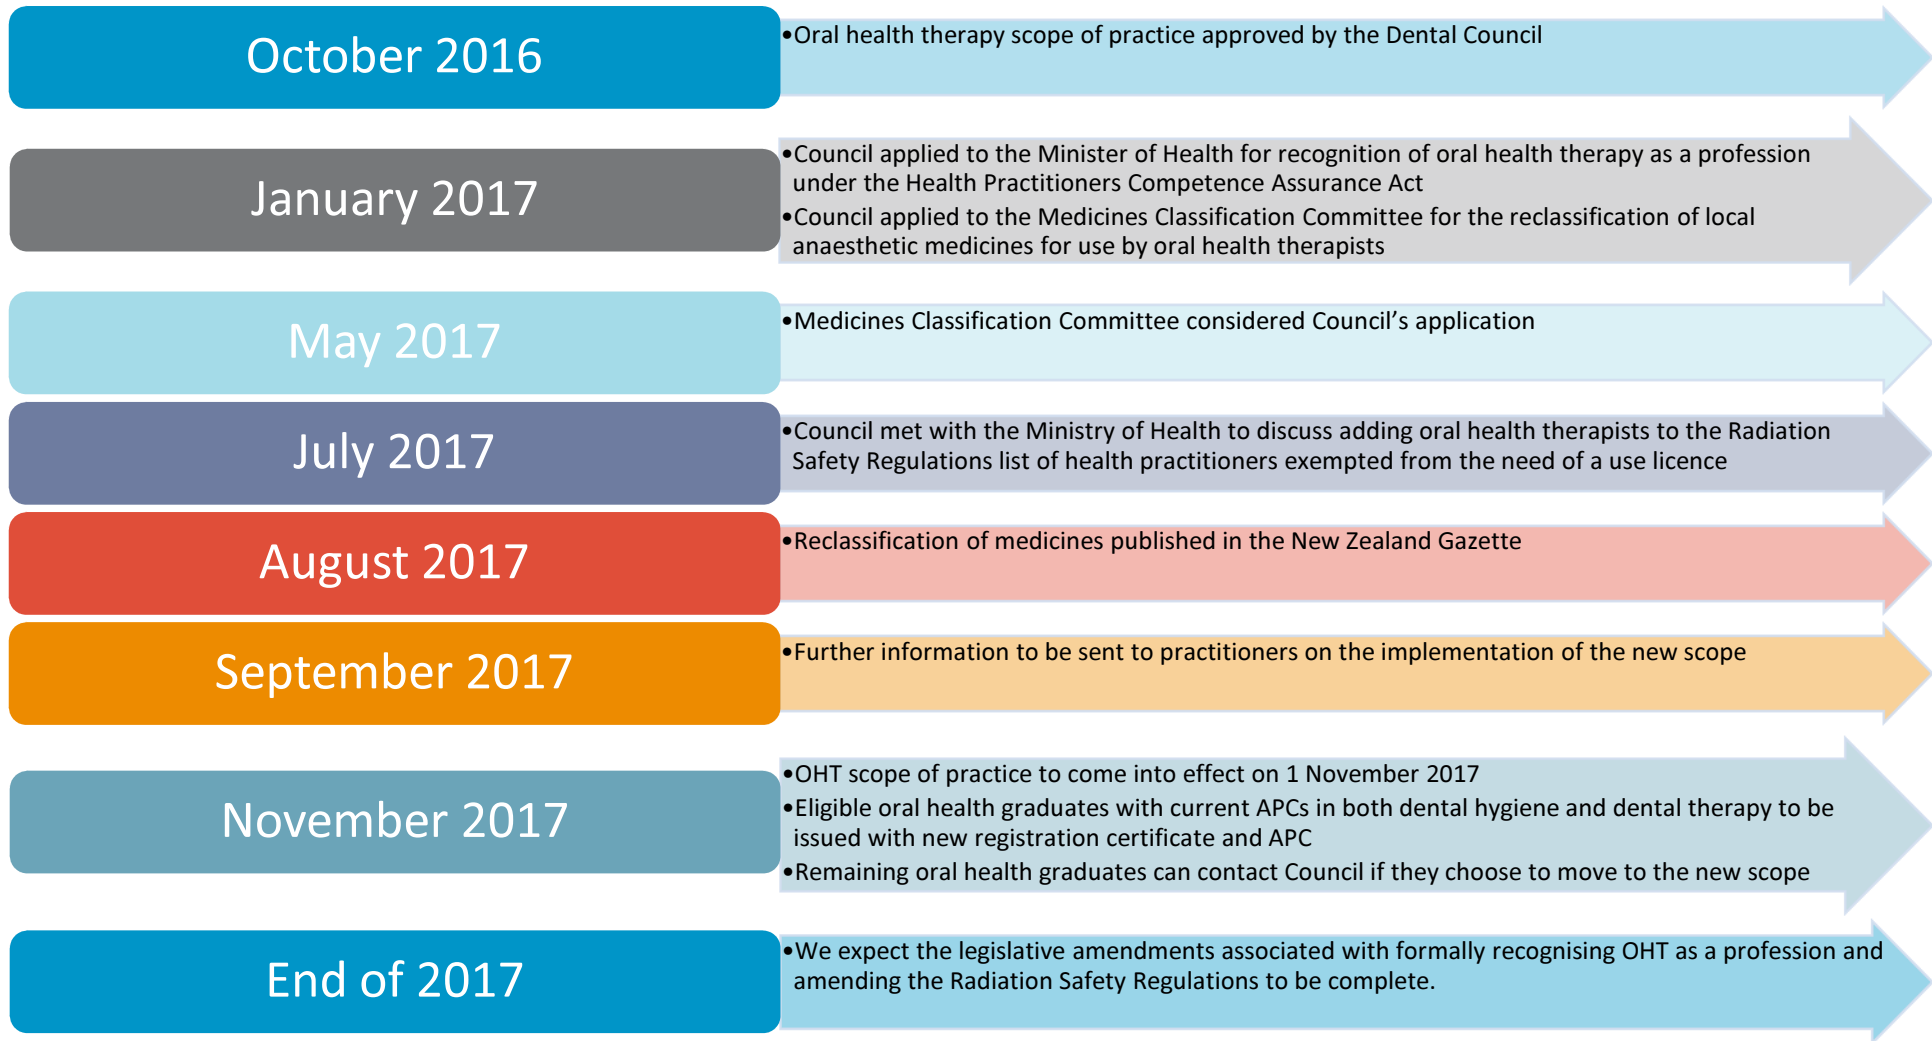 October 2016
•Oral health therapy scope of practice approved by the Dental Council
January 2017
•Council applied to the Minister of Health for recognition of oral health therapy as a profession
under the Health Practitioners Competence Assurance Act
•Council applied to the Medicines Classification Committee for the reclassification of local
anaesthetic medicines for use by oral health therapists
May 2017
•Medicines Classification Committee considered Council’s application
July 2017
•Council met with the Ministry of Health to discuss adding oral health therapists to the Radiation
Safety Regulations list of health practitioners exempted from the need of a use licence
August 2017
•Reclassification of medicines published in the New Zealand Gazette
September 2017
•Further information to be sent to practitioners on the implementation of the new scope
November 2017
•OHT scope of practice to come into effect on 1 November 2017
•Eligible oral health graduates with current APCs in both dental hygiene and dental therapy to be
issued with new registration certificate and APC
•Remaining oral health graduates can contact Council if they choose to move to the new scope
End of 2017
•We expect the legislative amendments associated with formally recognising OHT as a profession and
amending the Radiation Safety Regulations to be complete.